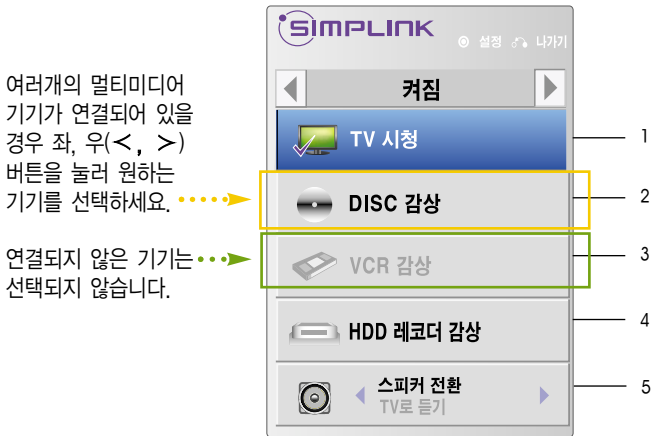 SIMPLINK
설정 나가기
여러개의 멀티미디어
기기가 연결되어 있을
경우 좌, 우(<, >)
버튼을 눌러 원하는
기기를 선택하세요.
연결되지 않은 기기는
선택되지 않습니다.
켜짐
TV 시청
1
DISC 감상
2
VCR 감상
3
HDD 레코더 감상
4
스피커 전환
TV로 듣기
5